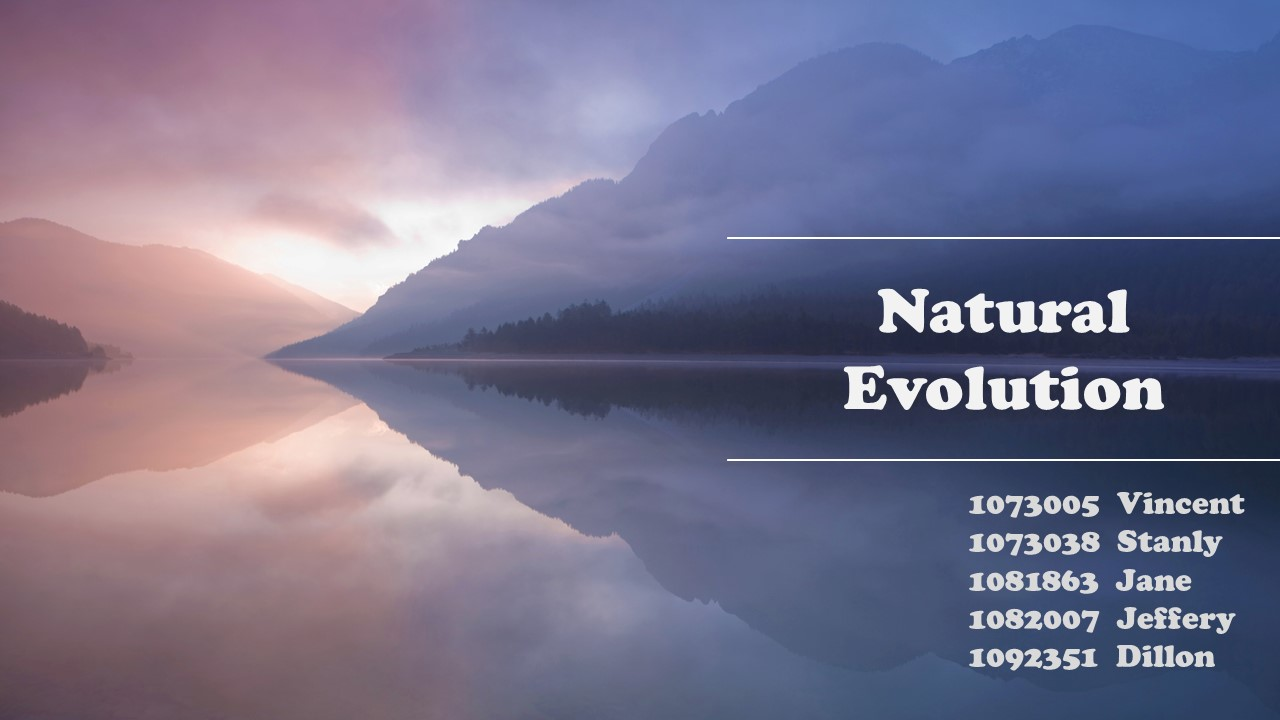 Natural
Evolution
1073005 Vincent
1073038 Stanly
1081863 Jane
1082007 Jeffery
1092351 Dillon